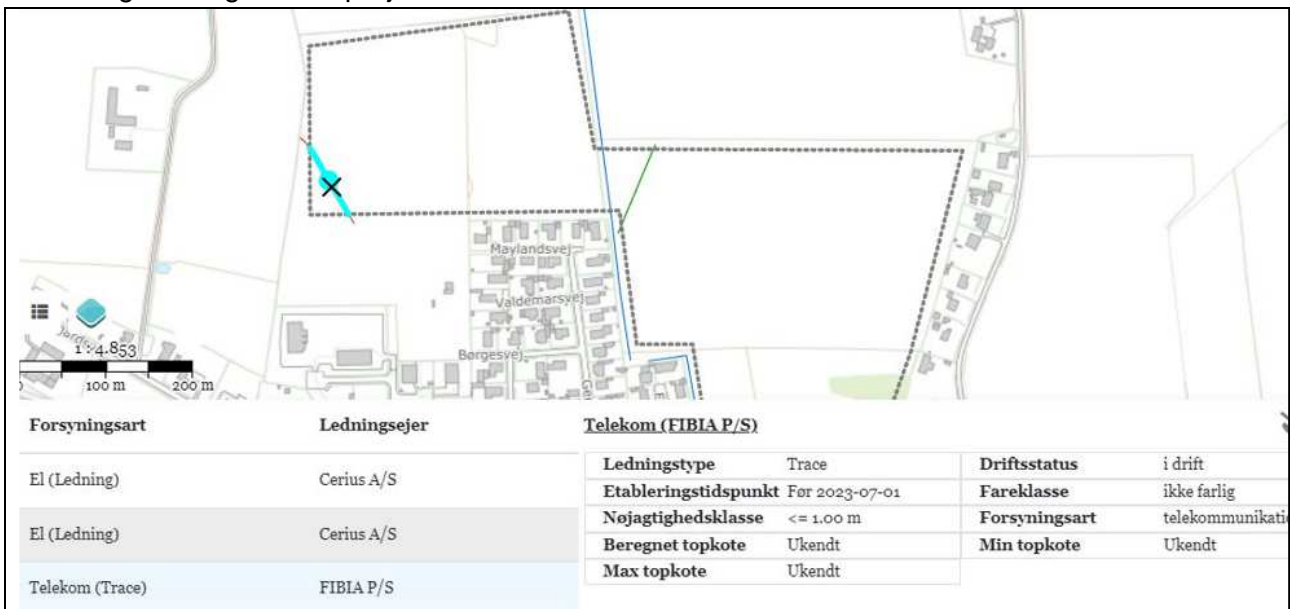 Maylandsvej
Valdemarsvej
Børgesvej
1 : 4.853
100 m 200 m
Forsyningsart Ledningsejer
El (Ledning) Cerius A/S
El (Ledning) Cerius A/S
Telekom (Trace) FIBIA P/S
Telekom (FIBIA P/S)
Ledningstype Trace Driftsstatus i drift
Etableringstidspunkt Før 2023-07-01 Fareklasse ikke farlig
Nøjagtighedsklasse <= 1.00 m Forsyningsart telekommunikati
Beregnet topkote Ukendt Min topkote Ukendt
Max topkote Ukendt